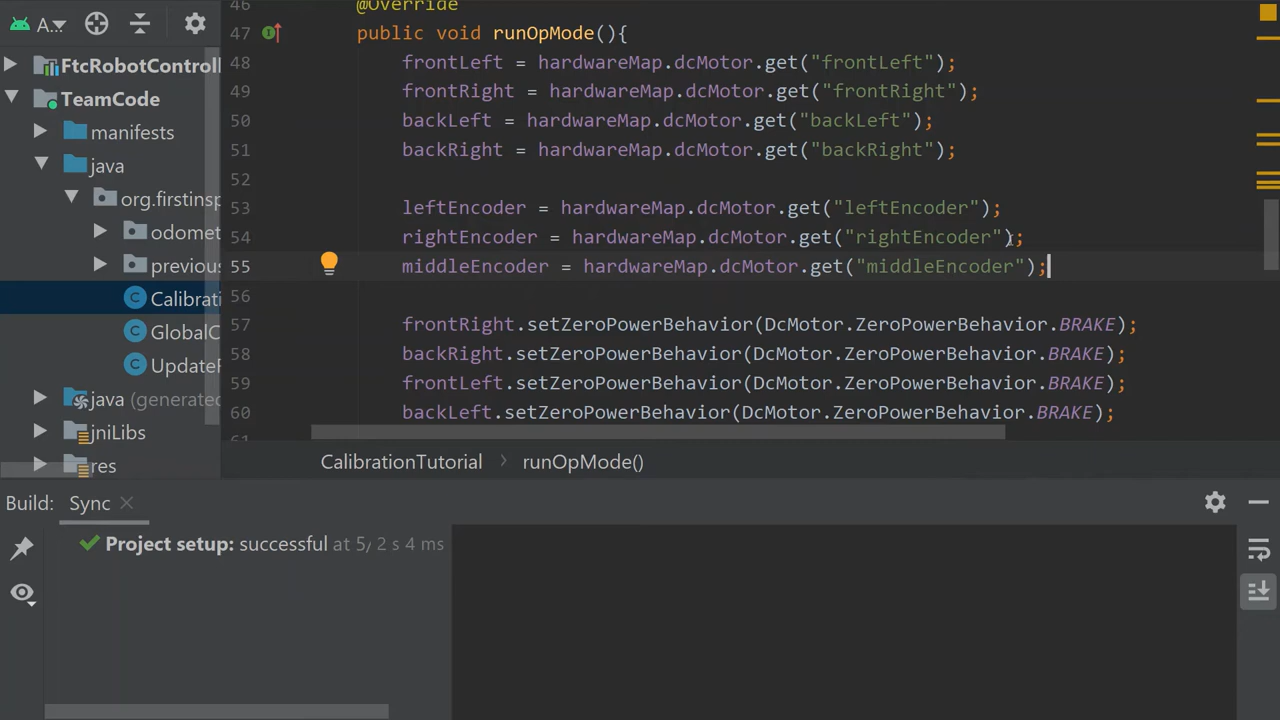 A..
FtcRobotControll
TeamCode
manifests
java
org.firstinsp
odomet
previous
Calibrati
GlobalC
UpdateF
java (generated
jniLibs
res
46 @Override
47 public void runOpMode(){
48 frontLeft = hardwareMap.dcMotor.get("frontLeft");
49 frontRight = hardwareMap.dcMotor.get("frontRight");
50 backLeft = hardwareMap.dcMotor.get("backLeft");
51 backRight = hardwareMap.dcMotor.get("backRight");
52
53 leftEncoder = hardwareMap.dcMotor.get("leftEncoder");
54 rightEncoder = hardwareMap.dcMotor.get("rightEncoder");
55 middleEncoder = hardwareMap.dcMotor.get("middleEncoder");
56
57 frontRight.setZeroPowerBehavior(DcMotor.ZeroPowerBehavior.BRAKE);
58 backRight.setZeroPowerBehavior(DcMotor.ZeroPowerBehavior.BRAKE);
59 frontLeft.setZeroPowerBehavior(DcMotor.ZeroPowerBehavior.BRAKE);
60 backLeft.setZeroPowerBehavior(DcMotor.ZeroPowerBehavior.BRAKE);
61
CalibrationTutorial > runOpMode()
Build: Sync
Project setup: successful at 5/ 2 s 4 ms